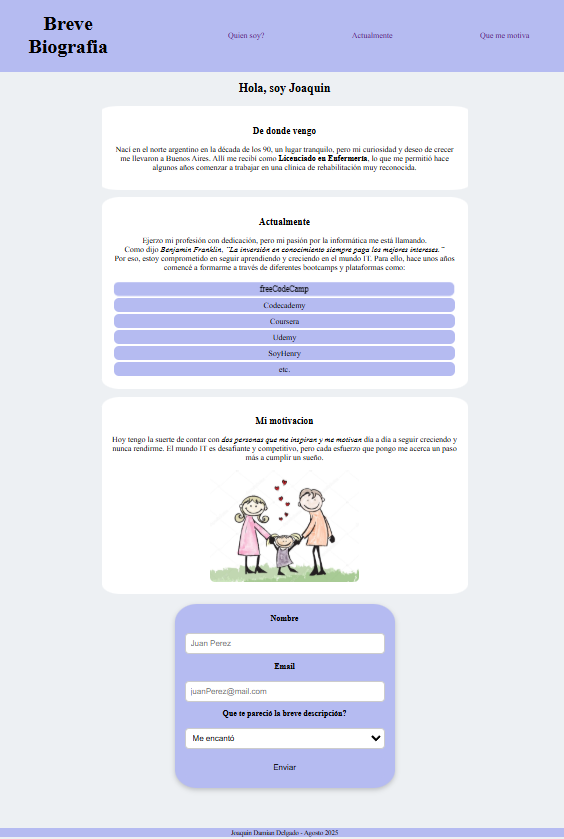 Breve
Biografia
Quien soy?
Actualmente
Que me motiva
Hola, soy Joaquin
De donde vengo
Nací en el norte argentino en la década de los 90, un lugar tranquilo, pero mi curiosidad y deseo de crecer
me llevaron a Buenos Aires. Allí me recibí como Licenciado en Enfermería, lo que me permitió hace
algunos años comenzar a trabajar en una clínica de rehabilitación muy reconocida.
Actualmente
Ejerzo mi profesión con dedicación, pero mi pasión por la informática me está llamando.
Como dijo Benjamin Franklin, "La inversión en conocimiento siempre paga los mejores intereses."
Por eso, estoy comprometido en seguir aprendiendo y creciendo en el mundo IT. Para ello, hace unos años
comencé a formarme a través de diferentes bootcamps y plataformas como:
freeCodeCamp
Codecademy
Coursera
Udemy
SoyHenry
etc.
Mi motivacion
Hoy tengo la suerte de contar con dos personas que me inspiran y me motivan día a día a seguir creciendo y
nunca rendirme. El mundo IT es desafiante y competitivo, pero cada esfuerzo que pongo me acerca un paso
más a cumplir un sueño.
Nombre
Juan Perez
Email
juanPerez@mail.com
Que te pareció la breve descripción?
Me encantó
Enviar
Joaquin Damian Delgado - Agosto 2025